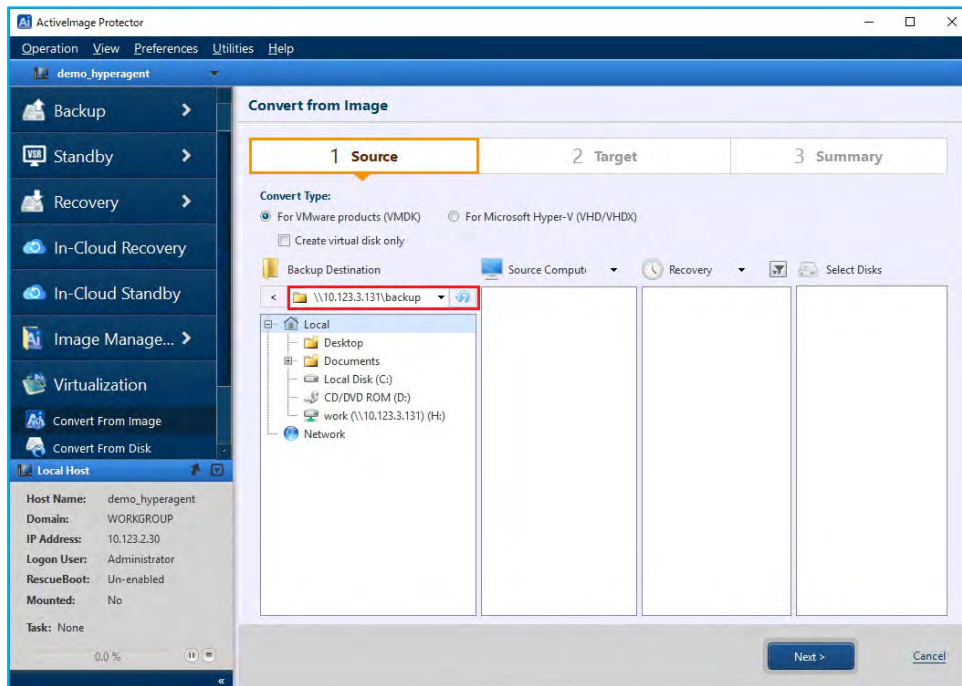 ActiveImage Protector
Operation View Preferences Utilities Help
demo_hyperagent
Backup
Standby
Recovery
In-Cloud Recovery
In-Cloud Standby
Image Manage...
Virtualization
Convert From Image
Convert From Disk
Local Host
Host Name: demo_hyperagent
Domain: WORKGROUP
IP Address: 10.123.2.30
Logon User: Administrator
RescueBoot: Un-enabled
Mounted: No
Task: None
0.0 %
Convert from Image
1 Source 2 Target 3 Summary
Convert Type:
For VMware products (VMDK) For Microsoft Hyper-V (VHD/VHDX)
Create virtual disk only
Backup Destination Source Comput Recovery Select Disks
< \\10.123.3.131\backup
Local
Desktop
Documents
Local Disk (C:)
CD/DVD ROM (D:)
work (\\10.123.3.131) (H:)
Network
Next > Cancel